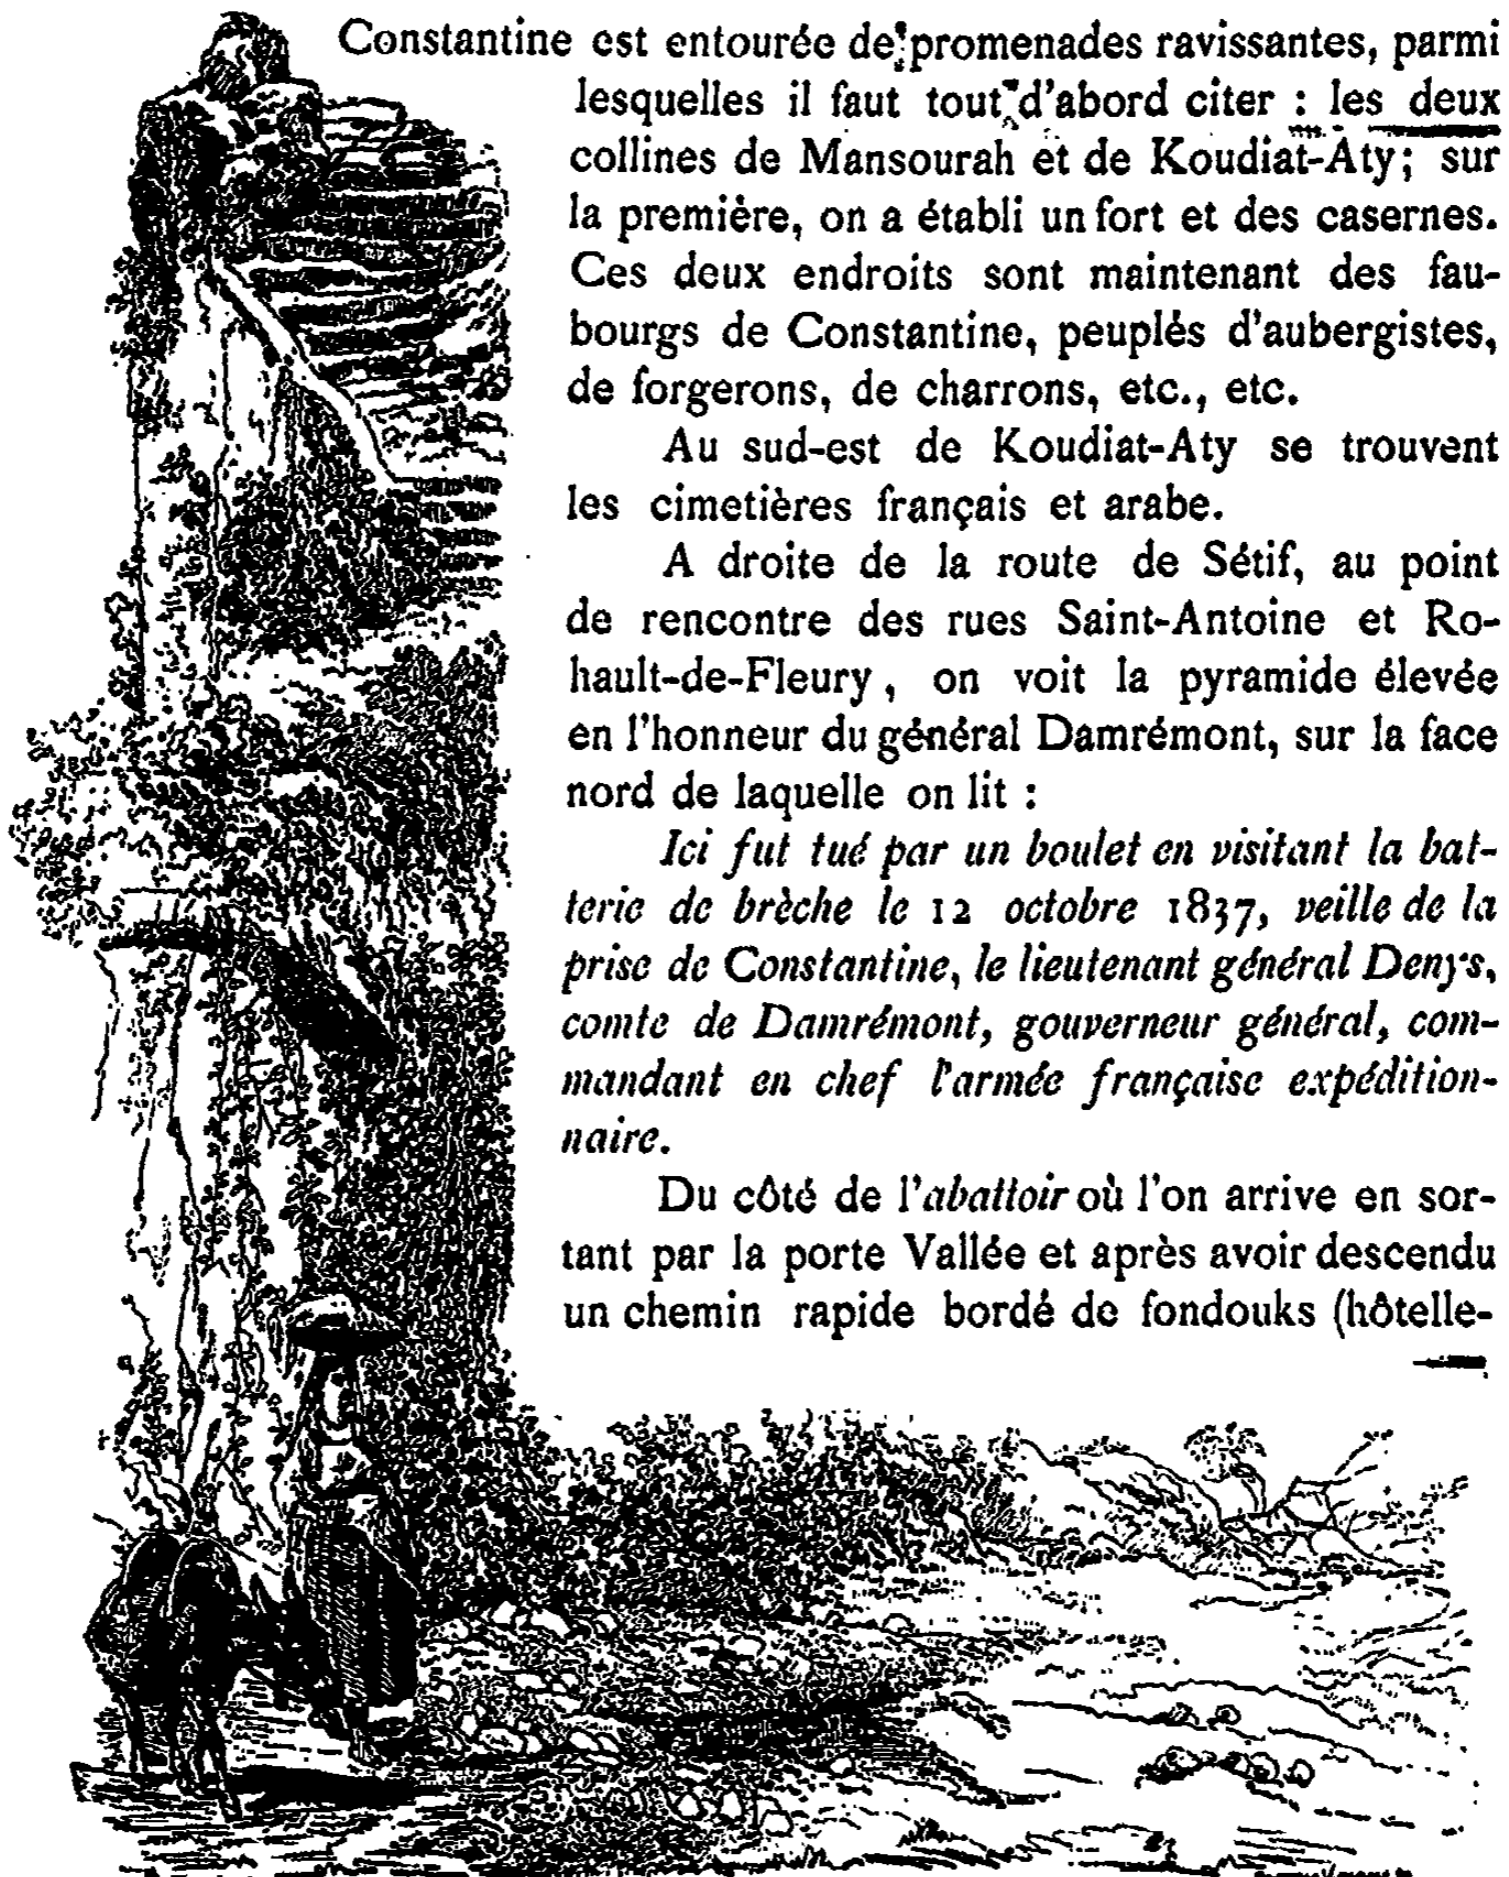 Constantine est entourée de promenades ravissantes, parmi
lesquelles il faut tout d'abord citer : les deux
collines de Mansourah et de Koudiat-Aty; sur
la première, on a établi un fort et des casernes.
Ces deux endroits sont maintenant des fau-
bourgs de Constantine, peuplés d'aubergistes,
de forgerons, de charrons, etc., etc.
Au sud-est de Koudiat-Aty se trouvent
les cimetières français et arabe.
A droite de la route de Sétif, au point
de rencontre des rues Saint-Antoine et Ro-
hault-de-Fleury, on voit la pyramide élevée
en l'honneur du général Damrémont, sur la face
nord de laquelle on lit :
Ici fut tué par un boulet en visitant la bat-
terie de brèche le 12 octobre 1837, veille de la
prise de Constantine, le lieutenant général Denys,
comte de Damrémont, gouverneur général, com-
mandant en chef l'armée française expédition-
naire.
Du côté de l'abattoir où l'on arrive en sor-
tant par la porte Vallée et après avoir descendu
un chemin rapide bordé de fondouks (hôtelle-